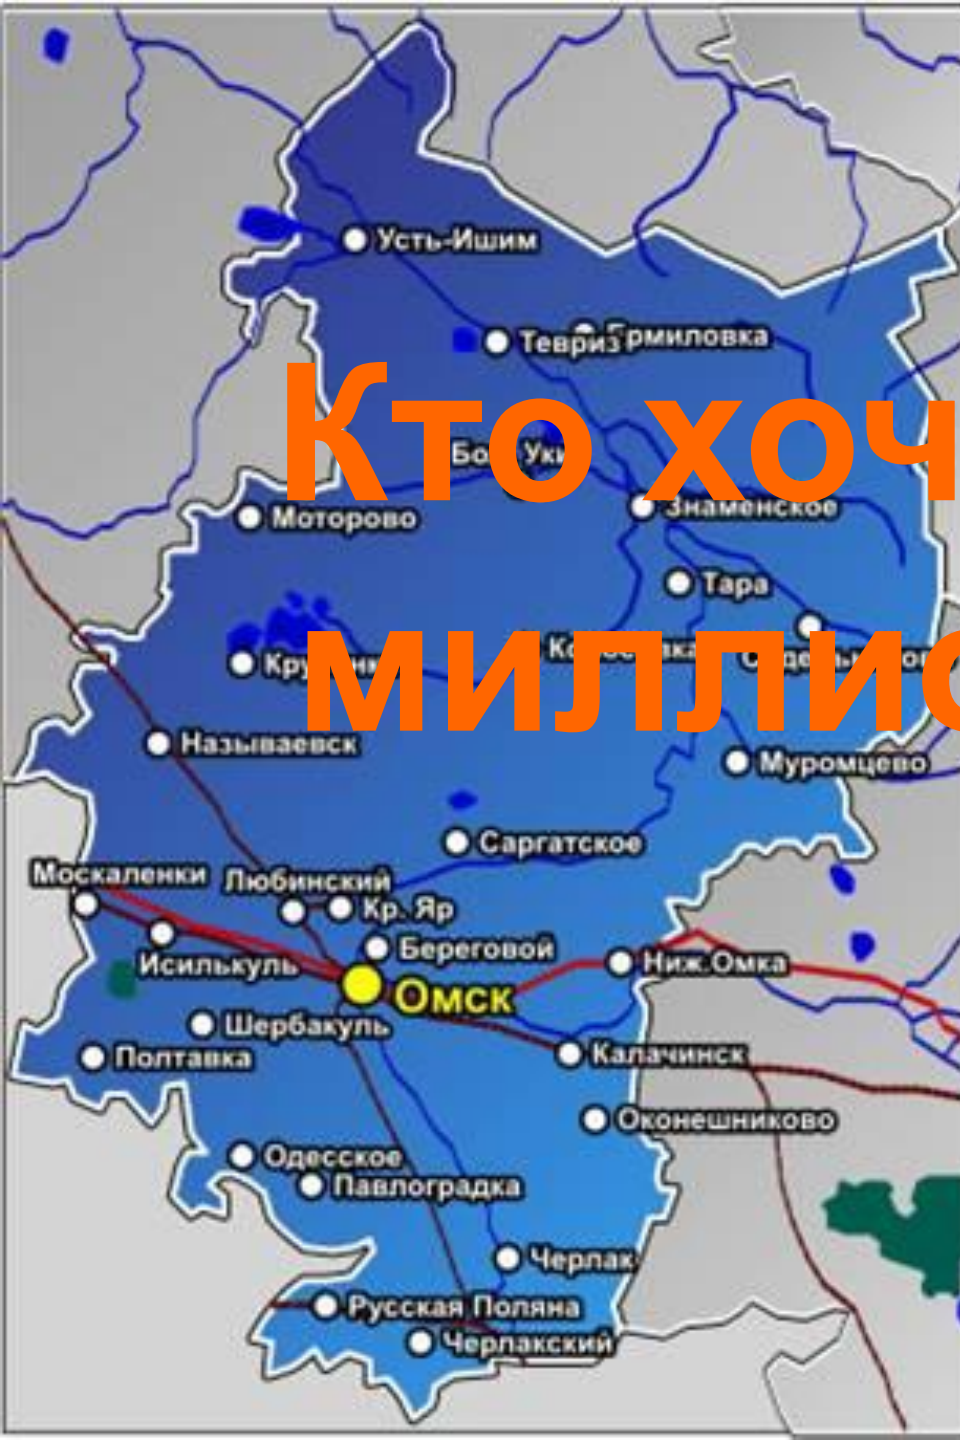 Усть-Ишим
Тевриз
Ермиловка
Кто хоч
Уки
Знаменское
Моторово
Тара
миллио
Называевск
Муромцево
Саргатское
Москаленки
Любинский
Кр. Яр
Береговой
Исилькуль
Ниж.Омка
Омск
Шербакуль
Полтавка
Калачинск
Оконешниково
Одесское
Павлоградка
Черлак
Русская Поляна
Черлакский